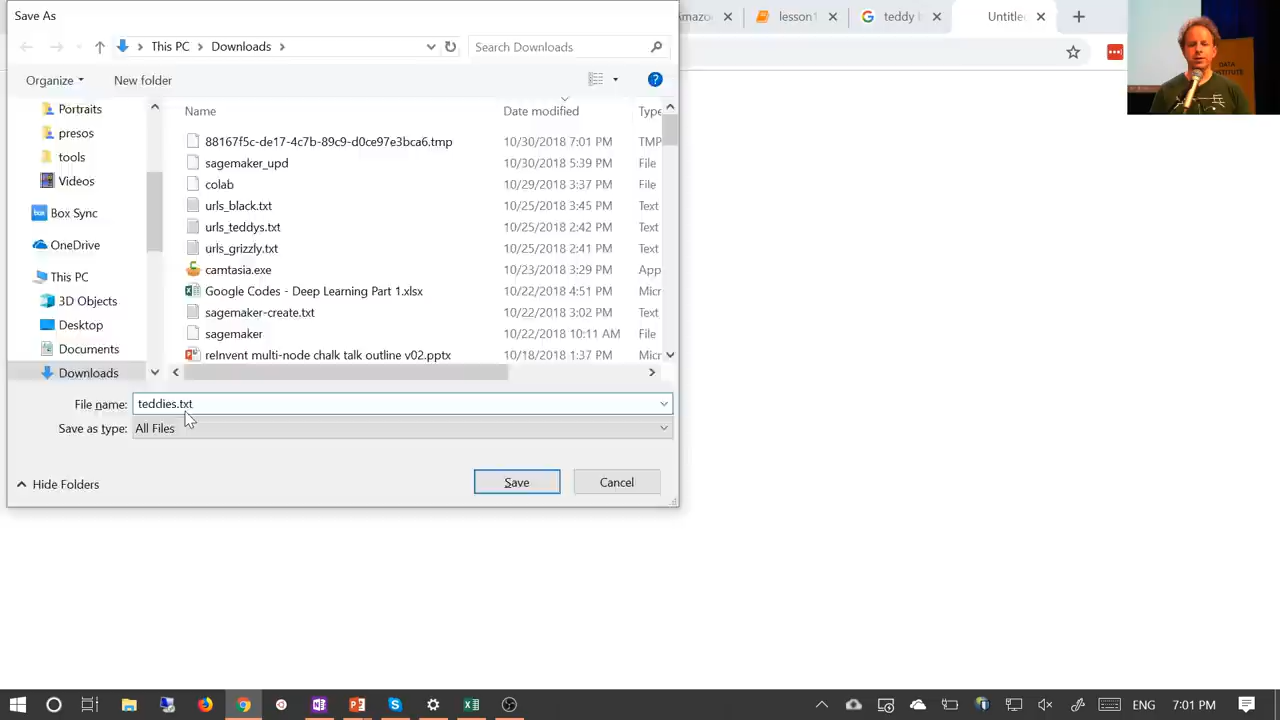 Save As
Amazo
lesson1
teddy
Untitle
This PC > Downloads >
Search Downloads
Organize
New folder
DATA
Portraits
presos
tools
Videos
Box Sync
OneDrive
This PC
3D Objects
Desktop
Documents
Downloads
Name Date modified Type
88167f5c-de17-4c7b-89c9-d0ce97e3bca6.tmp 10/30/2018 7:01 PM TMP
sagemaker_upd 10/30/2018 5:39 PM File
colab 10/29/2018 3:37 PM File
urls_black.txt 10/25/2018 3:45 PM Text
urls_teddys.txt 10/25/2018 2:42 PM Text
urls_grizzly.txt 10/25/2018 2:41 PM Text
camtasia.exe 10/23/2018 3:29 PM App
Google Codes - Deep Learning Part 1.xlsx 10/22/2018 4:51 PM Micr
sagemaker-create.txt 10/22/2018 3:02 PM Text
sagemaker 10/22/2018 10:11 AM File
reInvent multi-node chalk talk outline v02.pptx 10/18/2018 1:37 PM Micr
File name: teddies.txt
Save as type: All Files
Hide Folders
Save
Cancel
ENG
7:01 PM